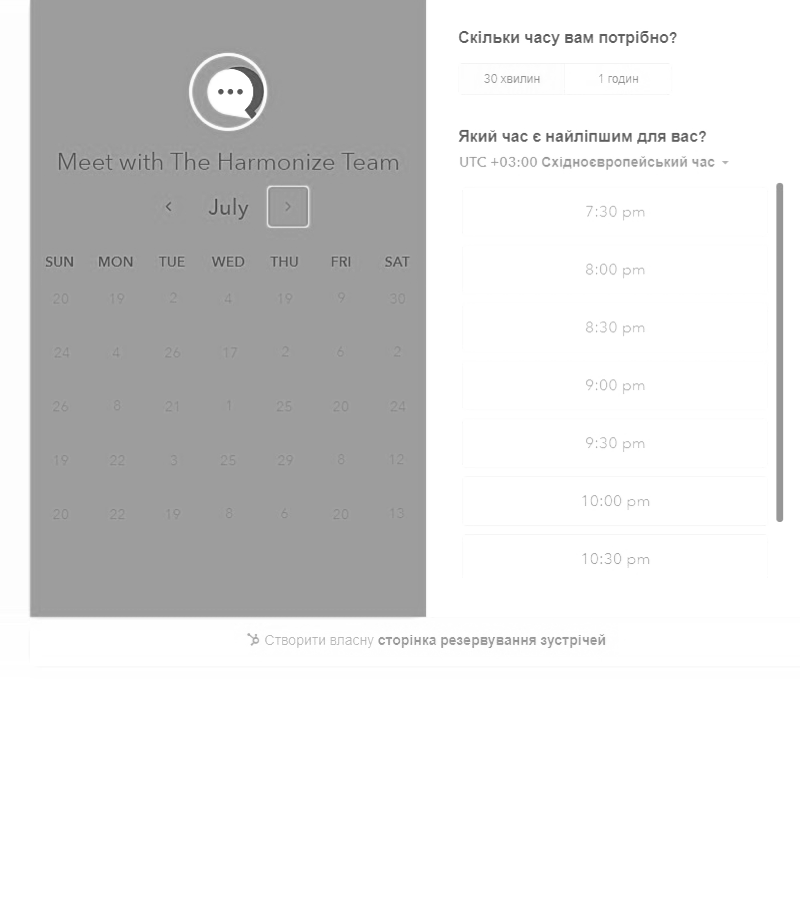 Meet with The Harmonize Team
July
SUN MON TUE WED THU FRI SAT
20 19 2 4 19 9 30
24 4 26 17 2 6 2
26 8 21 1 25 20 24
19 22 3 25 29 8 12
20 22 19 8 6 20 13
Скільки часу вам потрібно?
30 хвилин 1 годин
Який час є найліпшим для вас?
UTC +03:00 Східноєвропейський час
7:30 pm
8:00 pm
8:30 pm
9:00 pm
9:30 pm
10:00 pm
10:30 pm
Створити власну сторінка резервування зустрічей